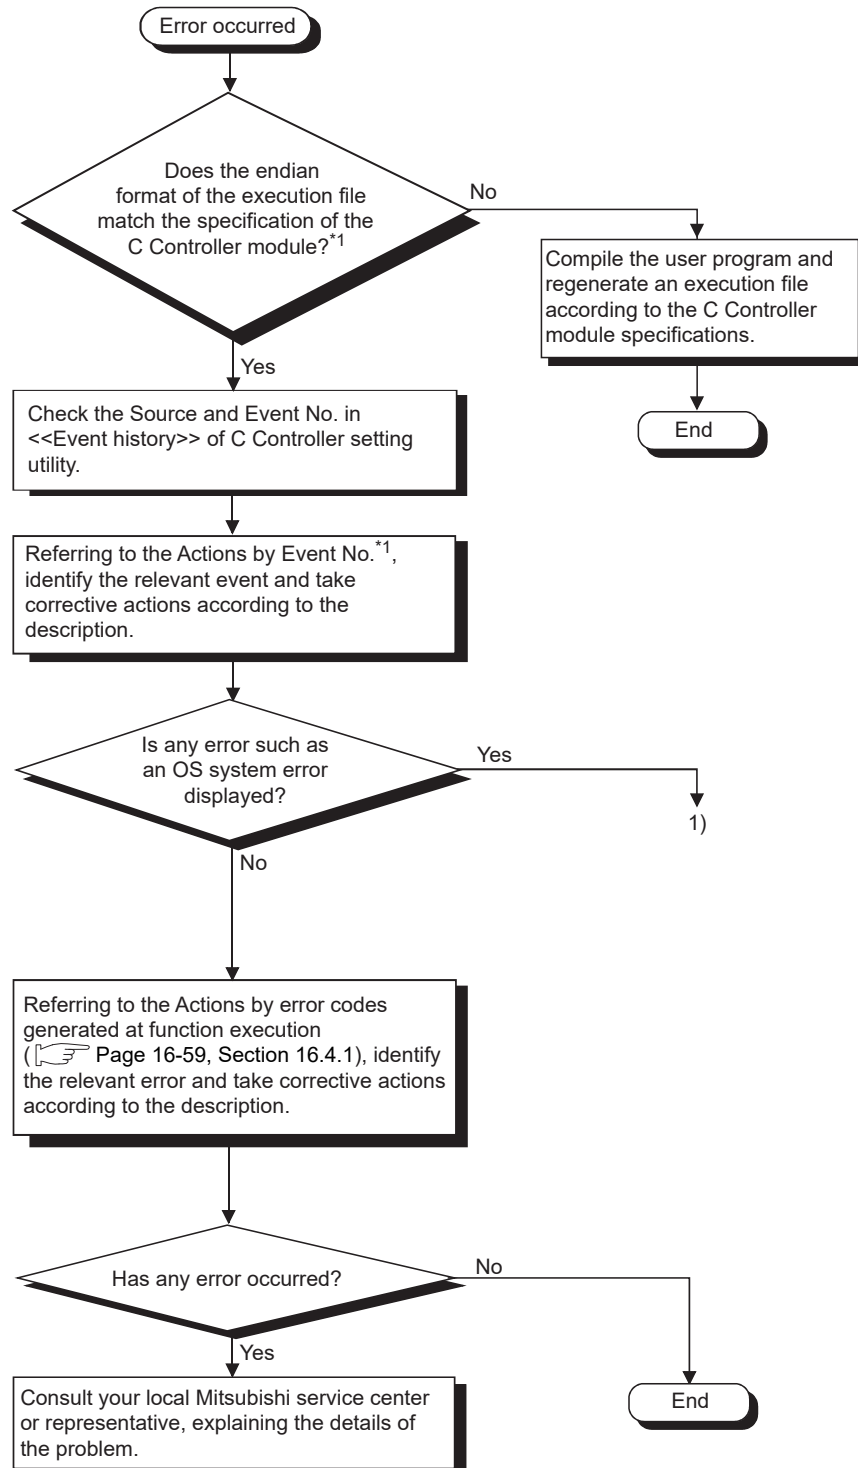 Error occurred
Does the endian
format of the execution file
match the specification of the
C Controller module?*1
No
Compile the user program and
regenerate an execution file
according to the C Controller
module specifications.
End
Yes
Check the Source and Event No. in
<<Event history>> of C Controller setting
utility.
Referring to the Actions by Event No.*1,
identify the relevant event and take
corrective actions according to the
description.
Is any error such as
an OS system error
displayed?
Yes
1)
No
Referring to the Actions by error codes
generated at function execution
( Page 16-59, Section 16.4.1), identify
the relevant error and take corrective actions
according to the description.
Has any error occurred?
No
End
Yes
Consult your local Mitsubishi service center
or representative, explaining the details of
the problem.